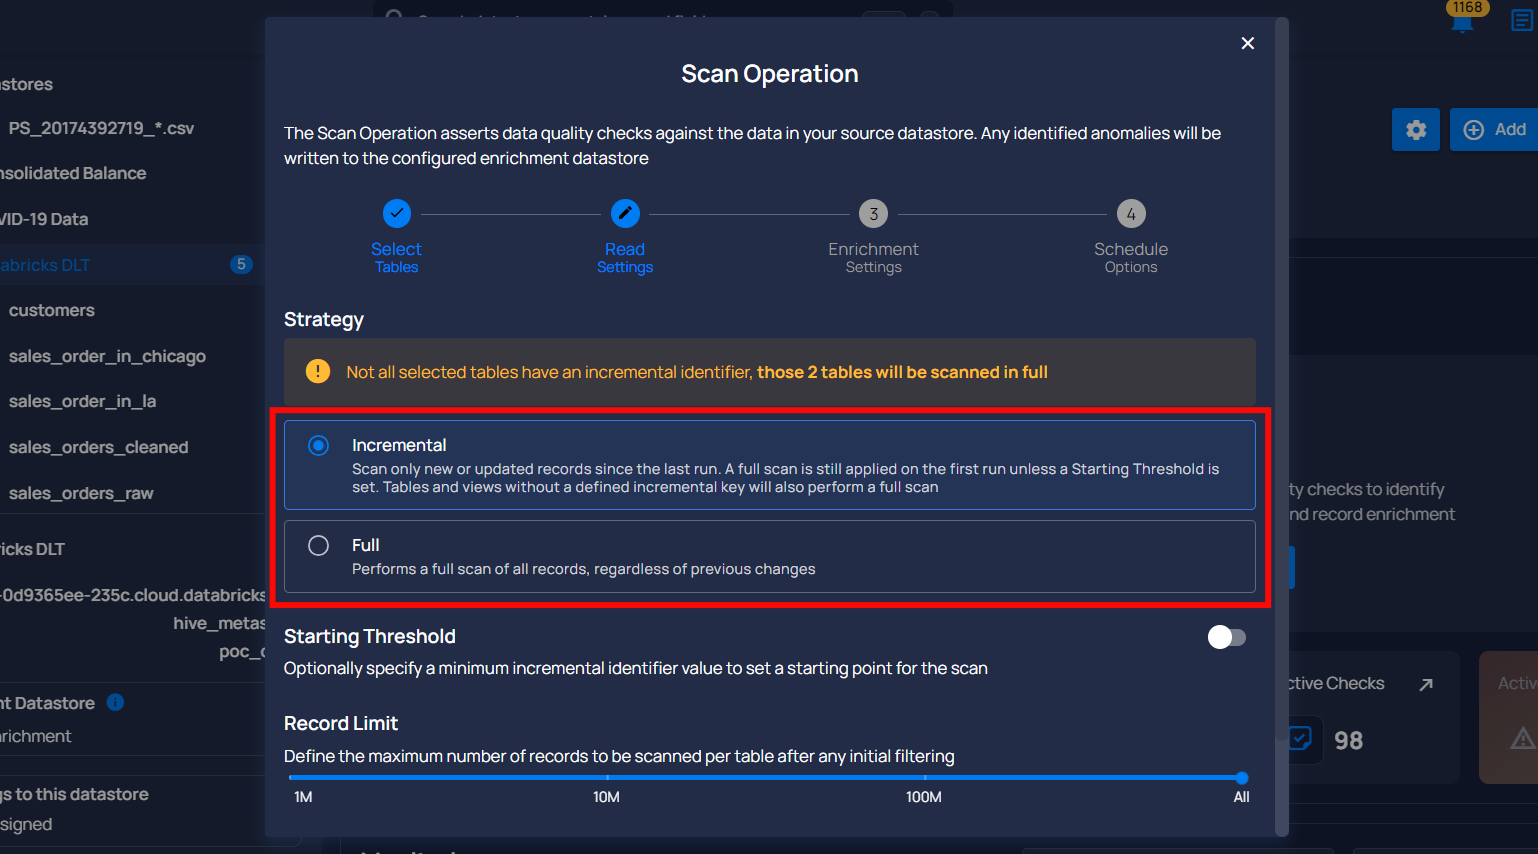 1168
stores
PS_20174392719_*.csv
nsolidated Balance
VID-19 Data
abricks DLT
5
customers
sales_order_in_chicago
sales_order_in_la
sales_orders_cleaned
sales_orders_raw
ricks DLT
-0d9365ee-235c.cloud.databricks
hive_metas
poc_
nt Datastore
richment
gs to this datastore
signed
Scan Operation
The Scan Operation asserts data quality checks against the data in your source datastore. Any identified anomalies will be
written to the configured enrichment datastore
3
4
Select
Tables
Read
Settings
Enrichment
Settings
Schedule
Options
Strategy
Not all selected tables have an incremental identifier, those 2 tables will be scanned in full
Incremental
Scan only new or updated records since the last run. A full scan is still applied on the first run unless a Starting Threshold is
set. Tables and views without a defined incremental key will also perform a full scan
Full
Performs a full scan of all records, regardless of previous changes
Starting Threshold
Optionally specify a minimum incremental identifier value to set a starting point for the scan
Record Limit
Define the maximum number of records to be scanned per table after any initial filtering
1M
10M
100M
All
Add
ty checks to identify
nd record enrichment
ctive Checks
98
Activ